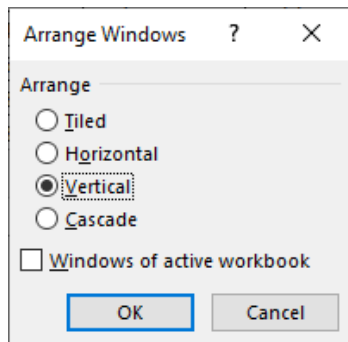 Arrange Windows ?
Arrange
Tiled
Horizontal
Vertical
Cascade
Windows of active workbook
OK Cancel